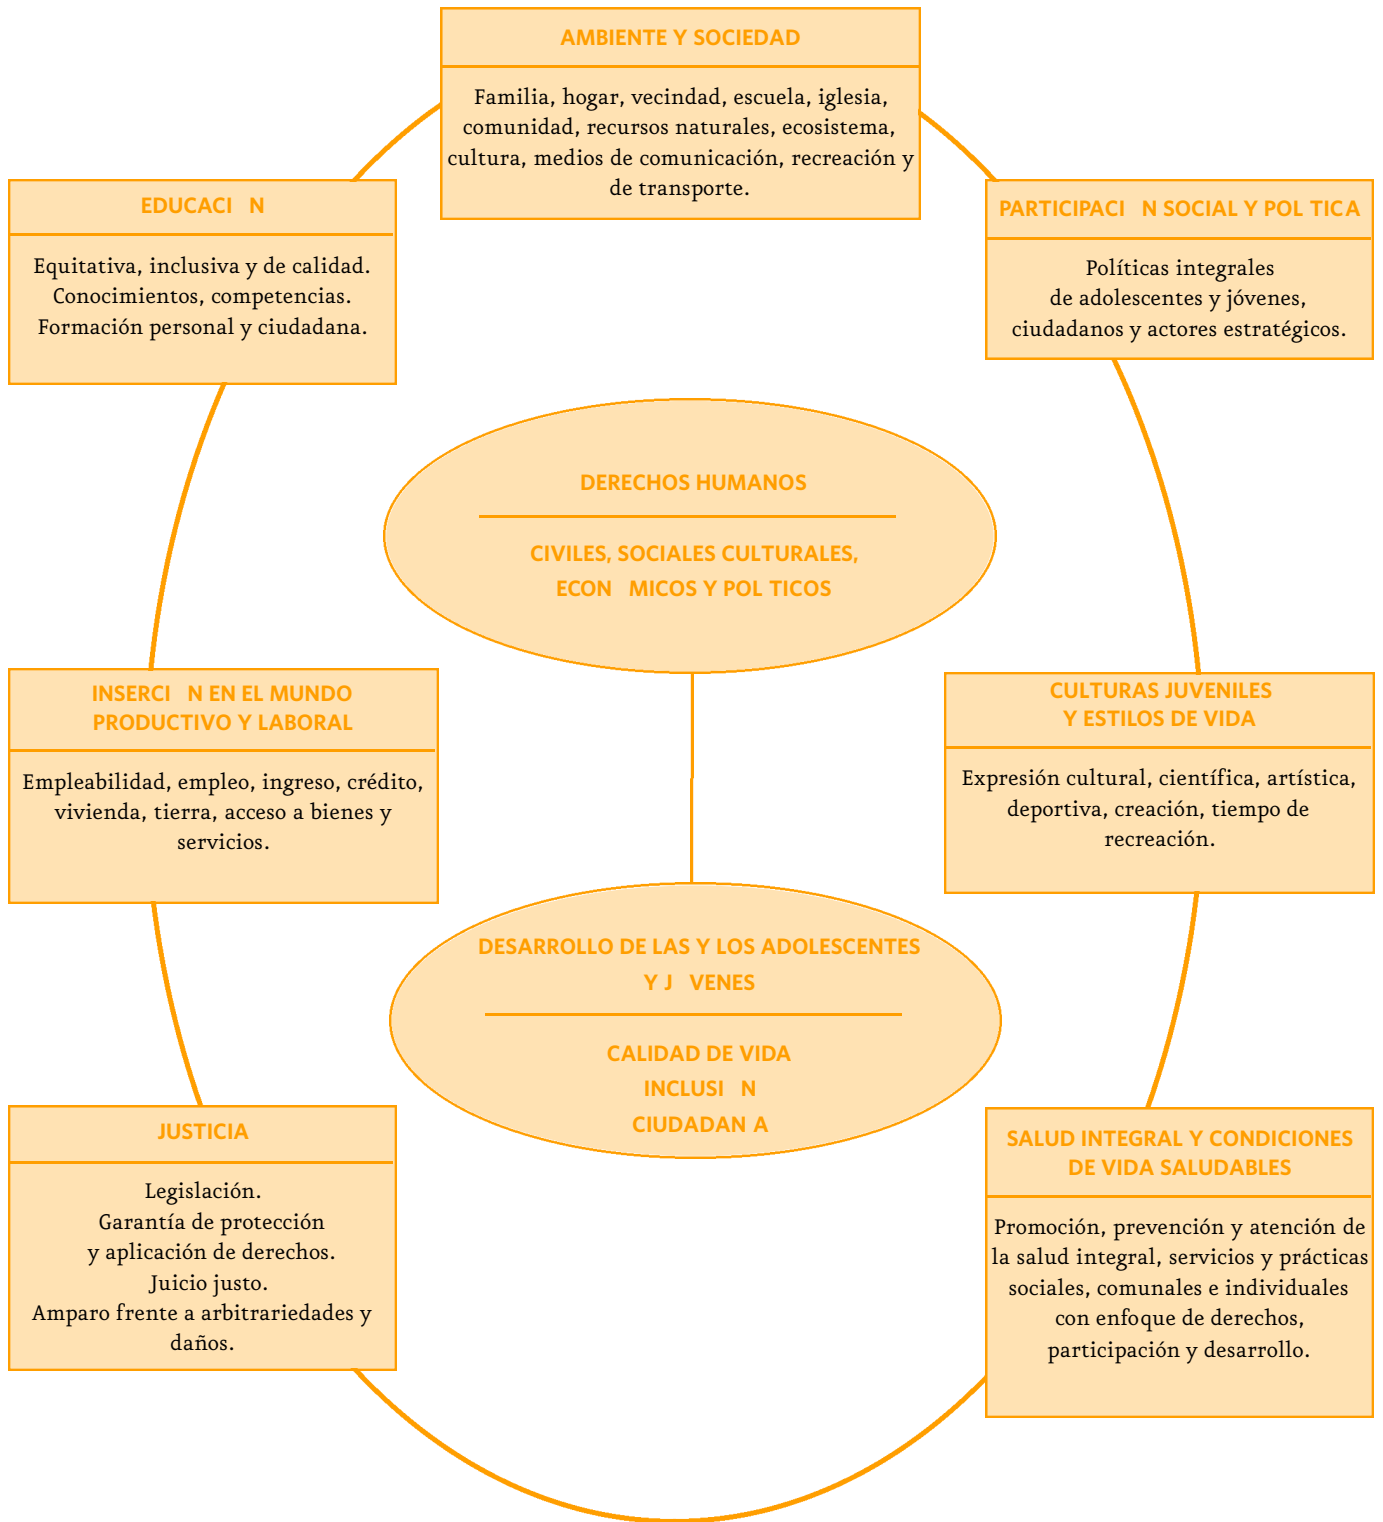 AMBIENTE Y SOCIEDAD
Familia, hogar, vecindad, escuela, iglesia,
comunidad, recursos naturales, ecosistema,
cultura, medios de comunicación, recreación y
de transporte.
EDUCACI N
Equitativa, inclusiva y de calidad.
Conocimientos, competencias.
Formación personal y ciudadana.
PARTICIPACI N SOCIAL Y POL TICA
Políticas integrales
de adolescentes y jóvenes,
ciudadanos y actores estratégicos.
DERECHOS HUMANOS
CIVILES, SOCIALES CULTURALES,
ECON MICOS Y POL TICOS
INSERCI N EN EL MUNDO
PRODUCTIVO Y LABORAL
Empleabilidad, empleo, ingreso, crédito,
vivienda, tierra, acceso a bienes y
servicios.
CULTURAS JUVENILES
Y ESTILOS DE VIDA
Expresión cultural, científica, artística,
deportiva, creación, tiempo de
recreación.
DESARROLLO DE LAS Y LOS ADOLESCENTES
Y J VENES
CALIDAD DE VIDA
INCLUSI N
CIUDADAN A
JUSTICIA
Legislación.
Garantía de protección
y aplicación de derechos.
Juicio justo.
Amparo frente a arbitrariedades y
daños.
SALUD INTEGRAL Y CONDICIONES
DE VIDA SALUDABLES
Promoción, prevención y atención de
la salud integral, servicios y prácticas
sociales, comunales e individuales
con enfoque de derechos,
participación y desarrollo.